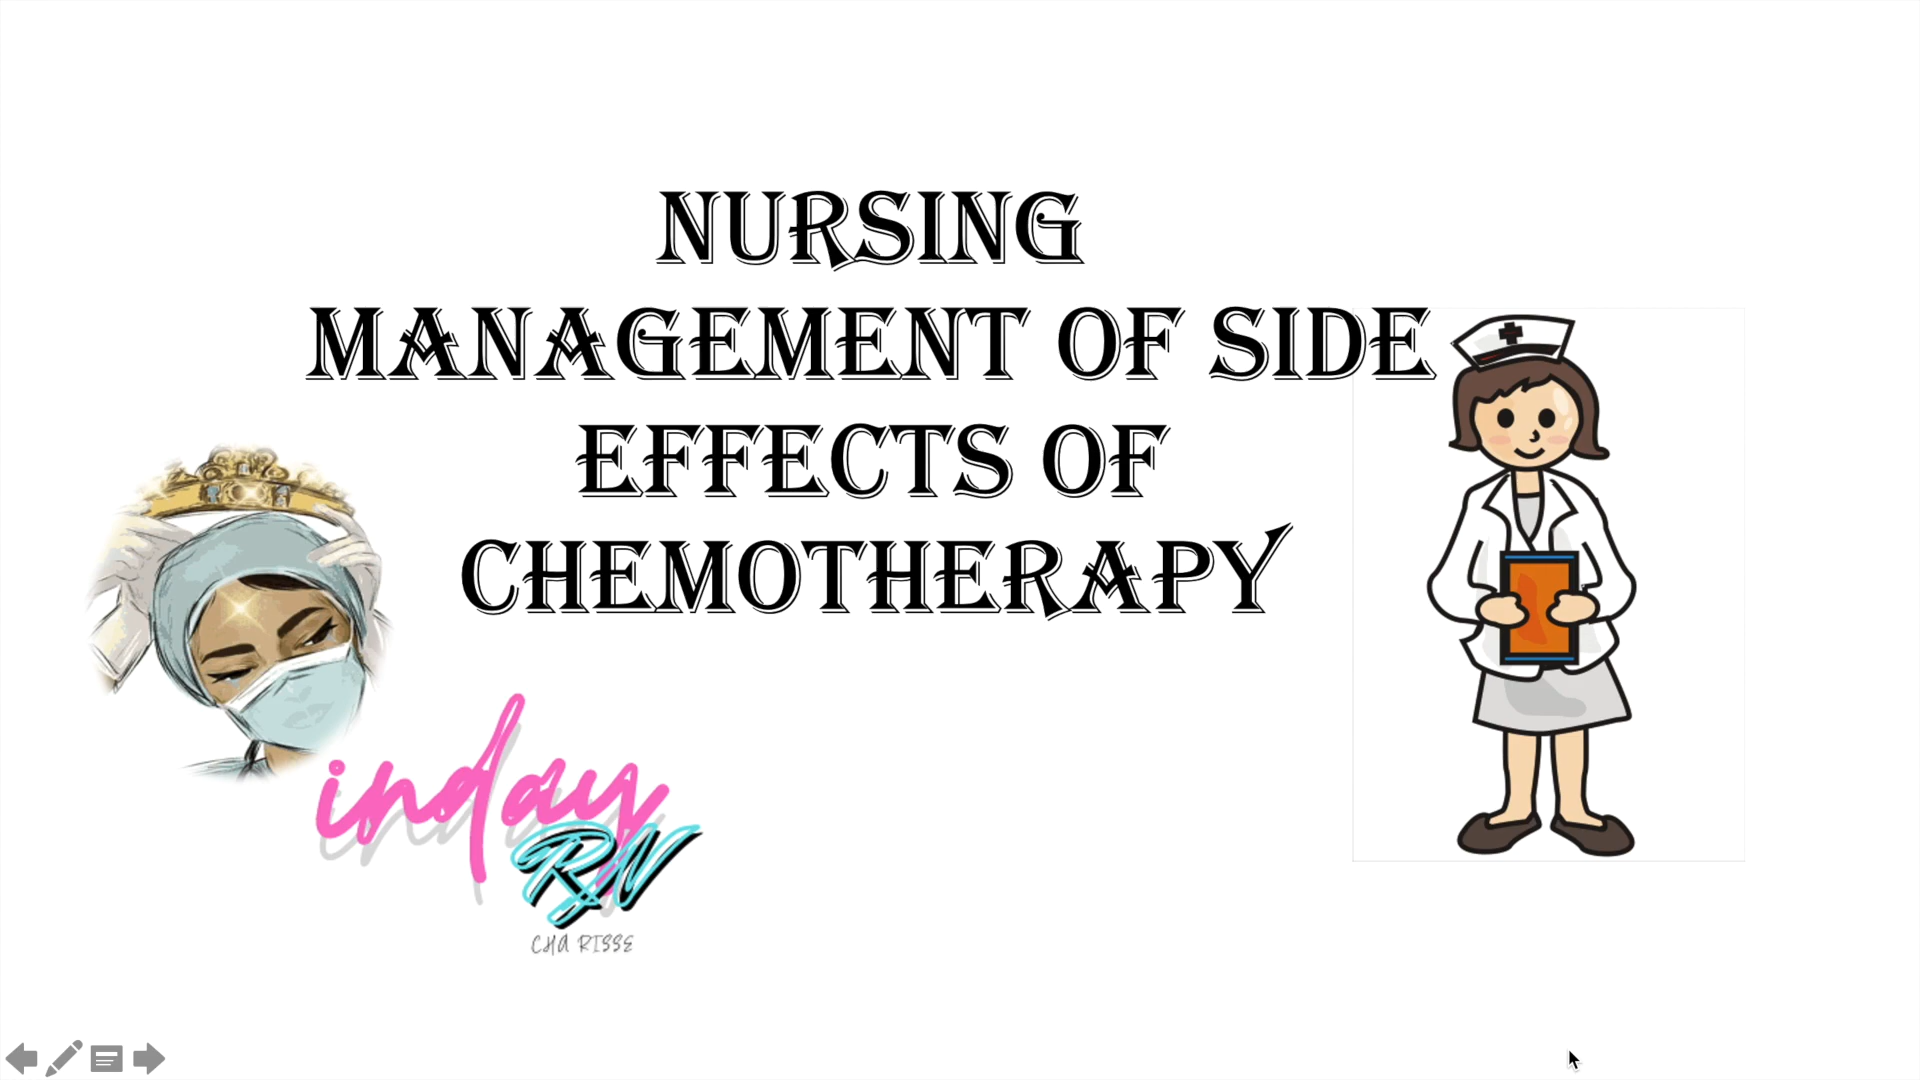 NURSING
MANAGEMENT OF SIDE
EFFECTS OF
CHEMOTHERAPY
inday
RN
CHA RISSE